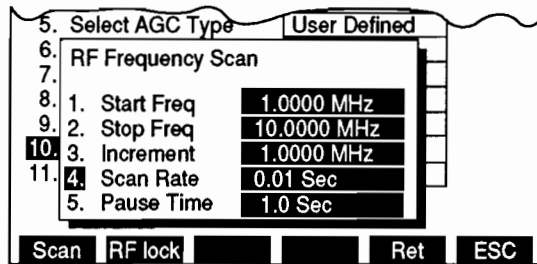 5. Select AGC Type User Defined
6.
RF Frequency Scan
7.
8.
1. Start Freq 1.0000 MHz
9.
2. Stop Freq 10.0000 MHz
10.
3. Increment 1.0000 MHz
11.
4. Scan Rate 0.01 Sec
5. Pause Time 1.0 Sec
Scan RF lock Ret ESC